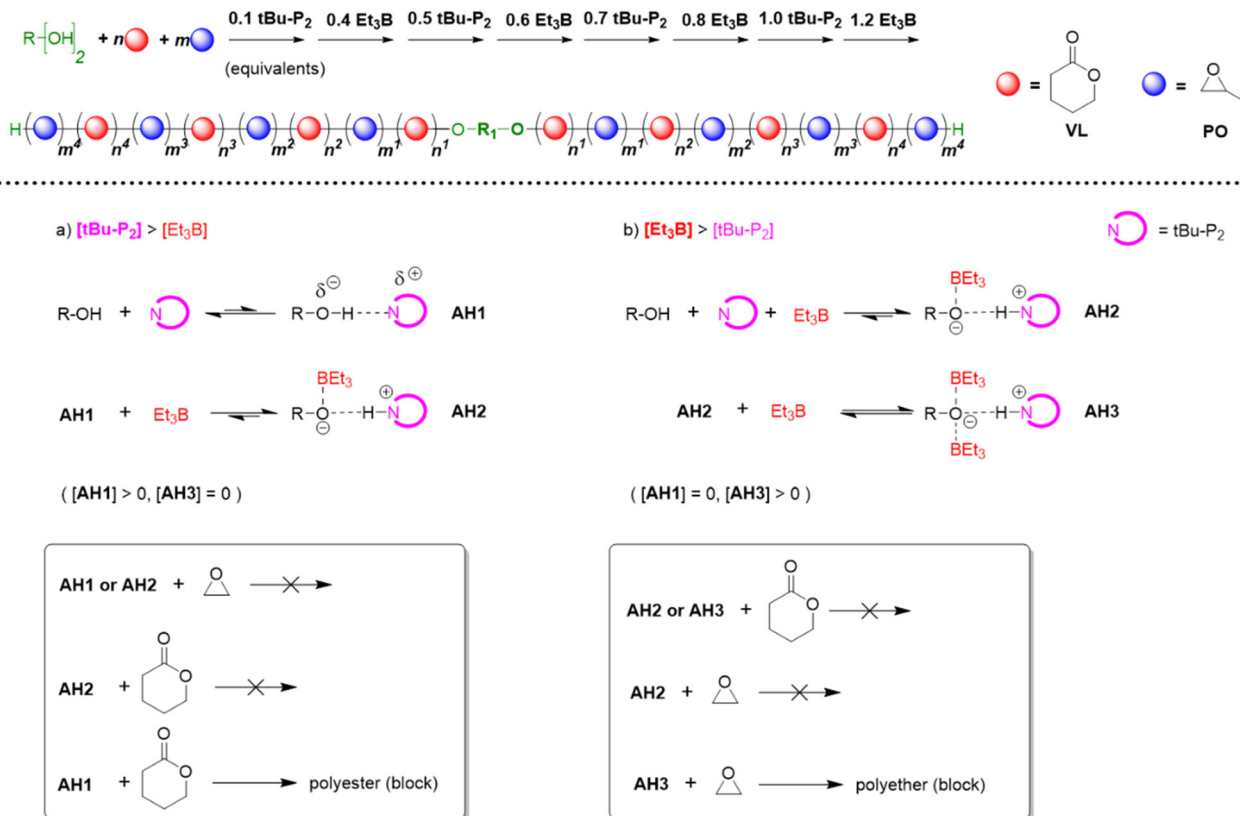 0.1 tBu-P2 0.4 Et3B 0.5 tBu-P2 0.6 Et3B 0.7 tBu-P2 0.8 Et3B 1.0 tBu-P2 1.2 Et3B
R-[OH]2 + n + m
(equivalents)
= O O
VL
= O
PO
H ( )m4 ( )n4 ( )m3 ( )n3 ( )m2 ( )n2 ( )m1 ( )n1 O-R1-O ( )n1 ( )m1 ( )n2 ( )m2 ( )n3 ( )m3 ( )n4 ( )m4 H
a) [tBu-P2] > [Et3B]
R-OH + N δ⊖ δ⊕ R-O-H----N AH1
AH1 + Et3B BEt3 R-O----H-N ⊖ ⊕ AH2
( [AH1] > 0, [AH3] = 0 )
AH1 or AH2 + O
AH2 + O O
AH1 + O O polyester (block)
b) [Et3B] > [tBu-P2]
N = tBu-P2
R-OH + N + Et3B BEt3 R-O----H-N ⊖ ⊕ AH2
AH2 + Et3B BEt3 R-O----H-N ⊖ ⊕ BEt3 AH3
( [AH1] = 0, [AH3] > 0 )
AH2 or AH3 + O O
AH2 + O
AH3 + O polyether (block)